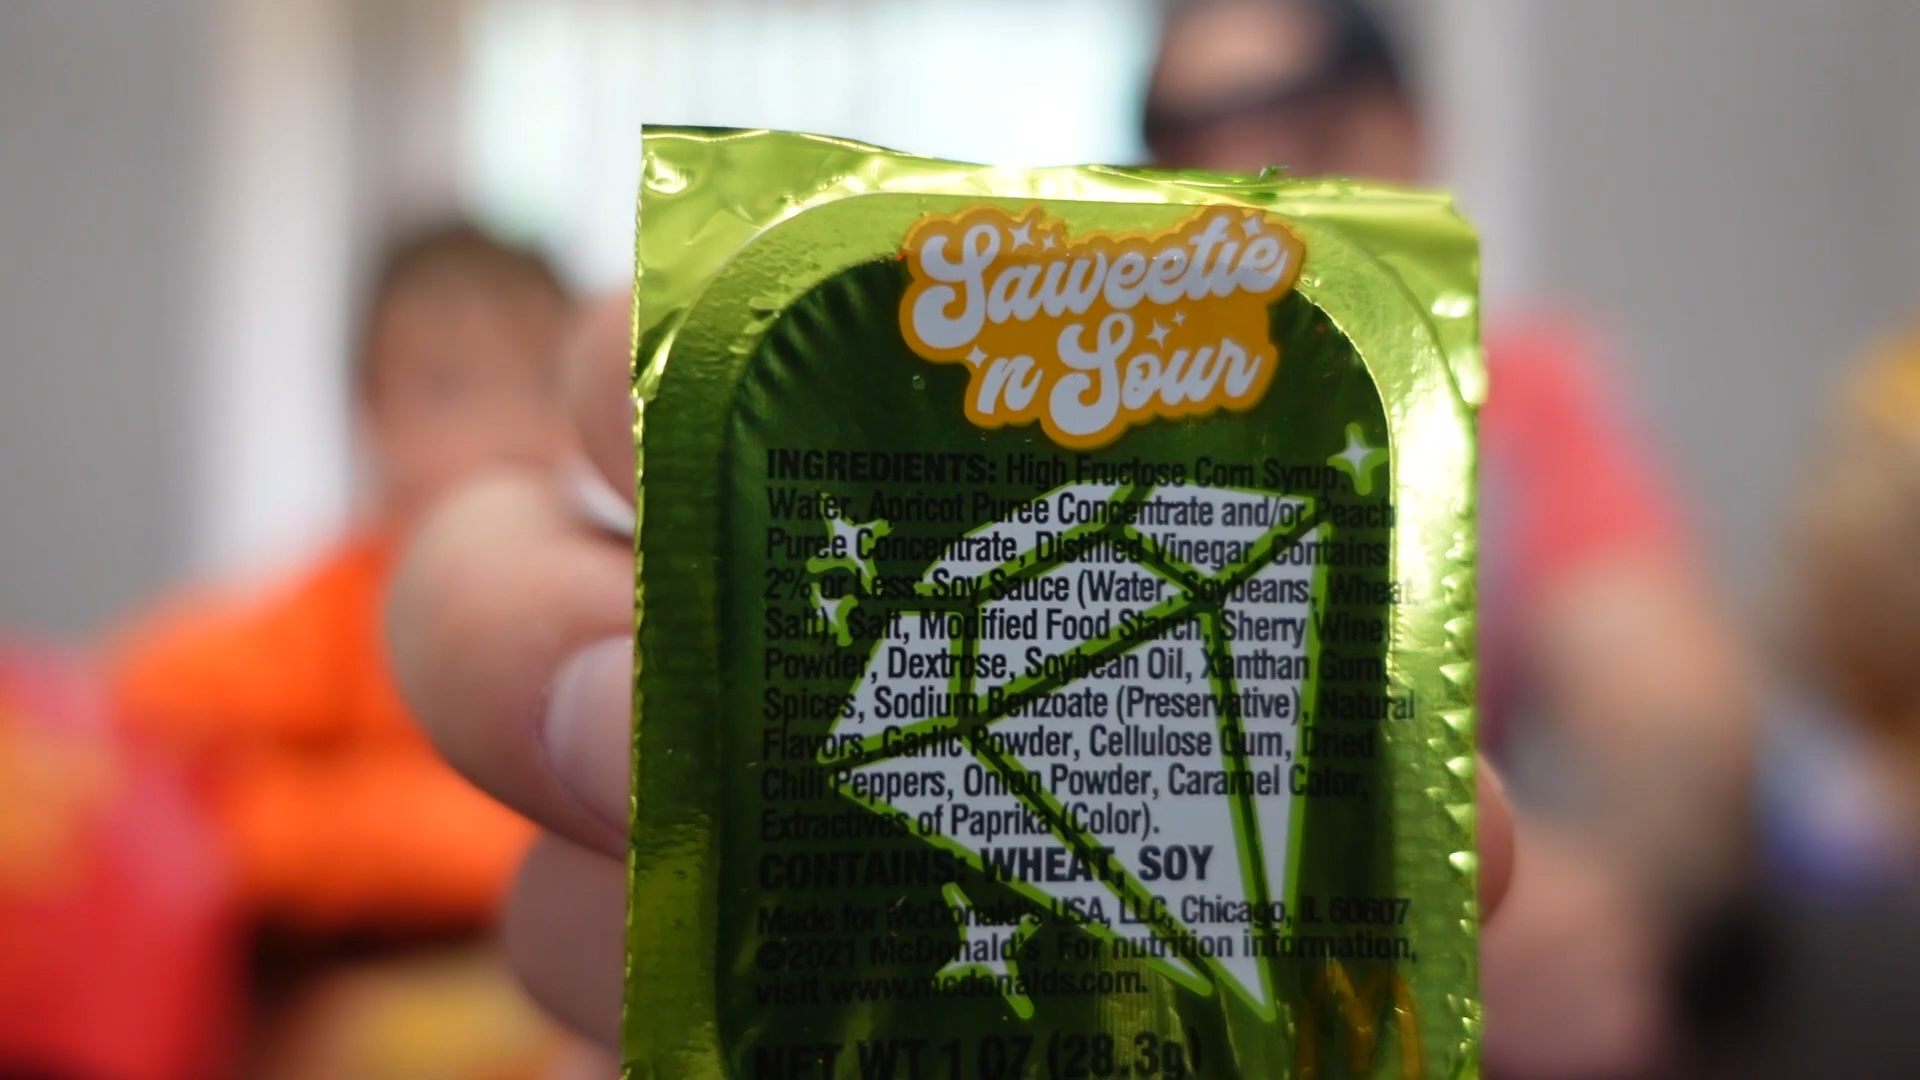 Saweetie
'n Sour
INGREDIENTS: High Fructose Corn Syrup,
Water, Apricot Puree Concentrate and/or Peach
Puree Concentrate, Distilled Vinegar, Contains
2% or Less: Soy Sauce (Water, Soybeans, Wheat,
Salt), Salt, Modified Food Starch, Sherry Wine
Powder, Dextrose, Soybean Oil, Xanthan Gum,
Spices, Sodium Benzoate (Preservative), Natural
Flavors, Garlic Powder, Cellulose Gum, Dried
Chili Peppers, Onion Powder, Caramel Color,
Extractives of Paprika (Color).
CONTAINS: WHEAT, SOY
Made for McDonald's USA, LLC, Chicago, IL 60607
©2021 McDonald's For nutrition information,
visit www.mcdonalds.com.
NET WT 1 OZ (28.3g)